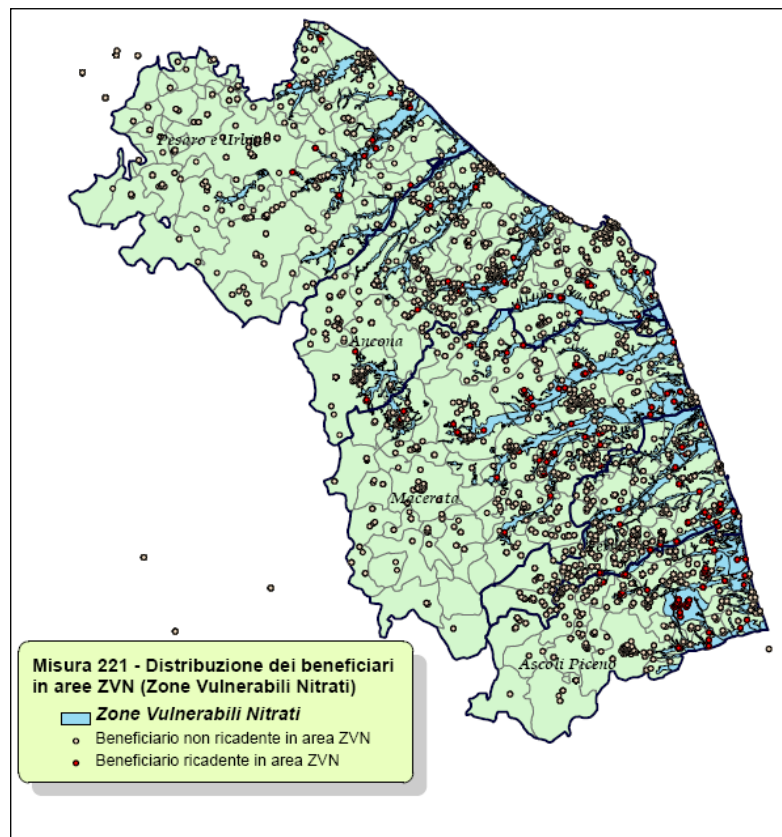 Pesaro e Urbino
Ancona
Macerata
Ascoli Piceno
Misura 221 - Distribuzione dei beneficiari
in aree ZVN (Zone Vulnerabili Nitrati)
Zone Vulnerabili Nitrati
Beneficiario non ricadente in area ZVN
Beneficiario ricadente in area ZVN